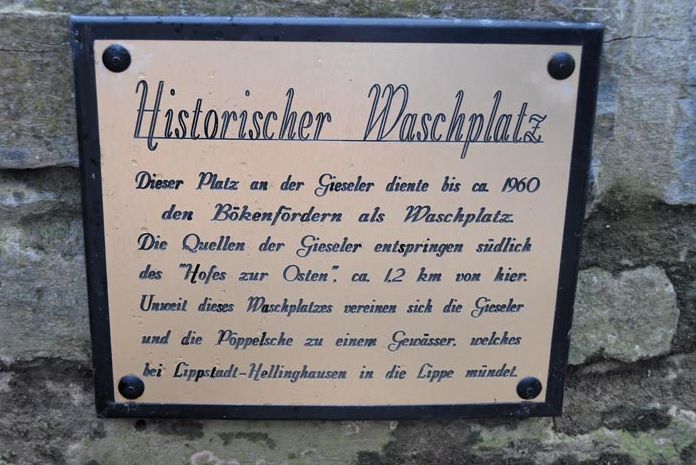 Historischer Waschplatz
Dieser Platz an der Gieseler diente bis ca. 1960
den Bökenfördern als Waschplatz.
Die Quellen der Gieseler entspringen südlich
des "Hofes zur Osten", ca. 1,2 km von hier.
Unweit dieses Waschplatzes vereinen sich die Gieseler
und die Pöppelsche zu einem Gewässer, welches
bei Lippstadt-Hellinghausen in die Lippe mündet.